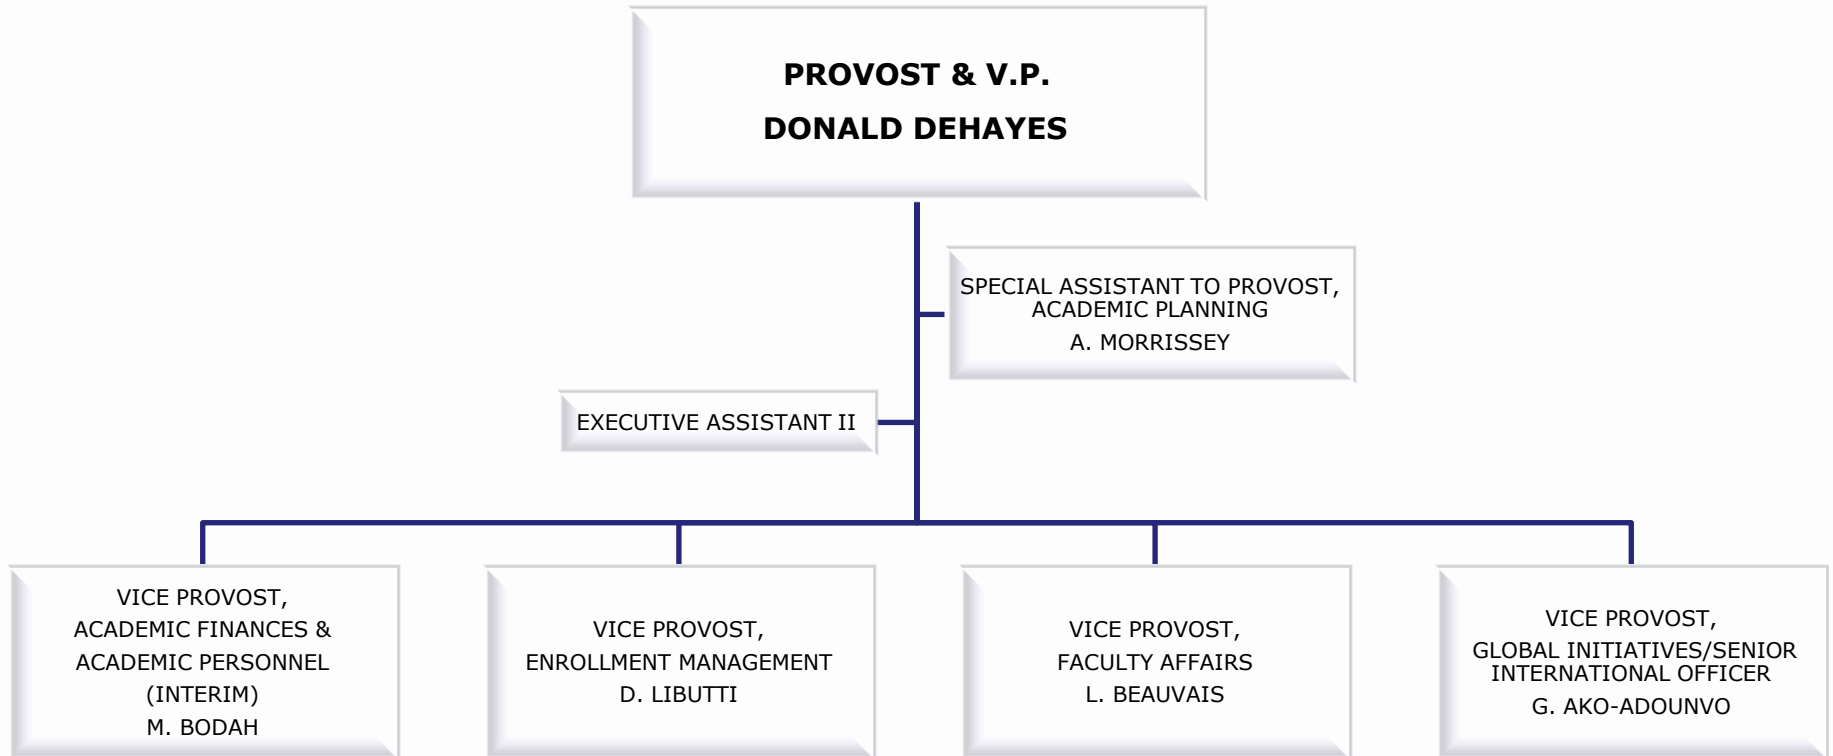 PROVOST & V.P.
DONALD DEHAYES
SPECIAL ASSISTANT TO PROVOST,
ACADEMIC PLANNING
A. MORRISSEY
EXECUTIVE ASSISTANT II
VICE PROVOST,
ACADEMIC FINANCES &
ACADEMIC PERSONNEL
(INTERIM)
M. BODAH
VICE PROVOST,
ENROLLMENT MANAGEMENT
D. LIBUTTI
VICE PROVOST,
FACULTY AFFAIRS
L. BEAUVAIS
VICE PROVOST,
GLOBAL INITIATIVES/SENIOR
INTERNATIONAL OFFICER
G. AKO-ADOUNVO